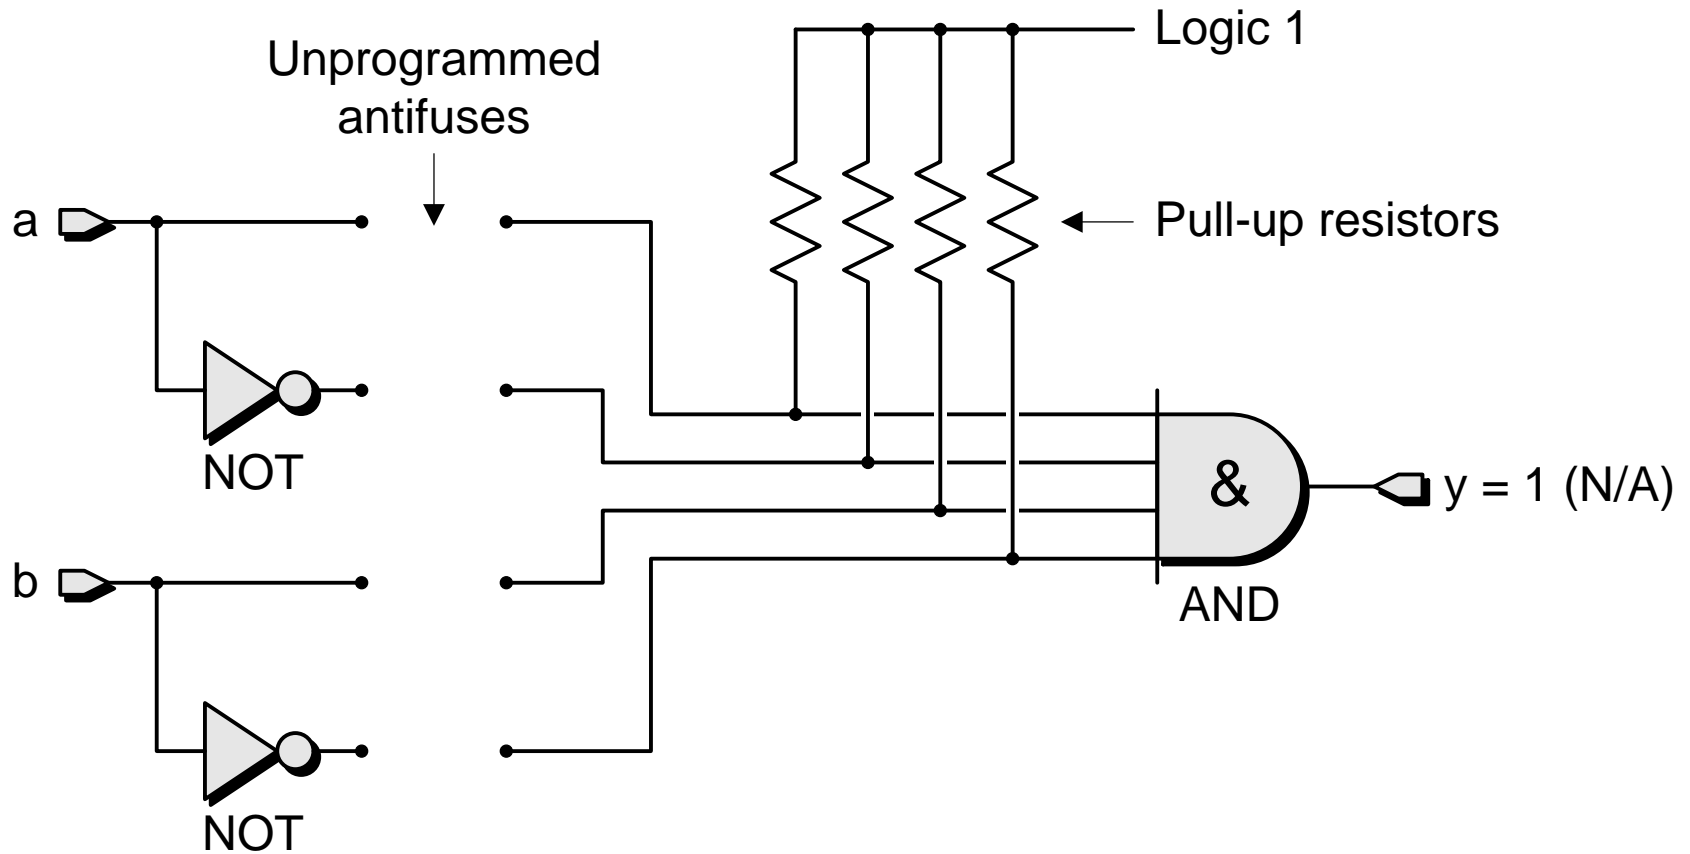 Logic 1
Unprogrammed
antifuses
a
Pull-up resistors
NOT
&
y = 1 (N/A)
b
AND
NOT